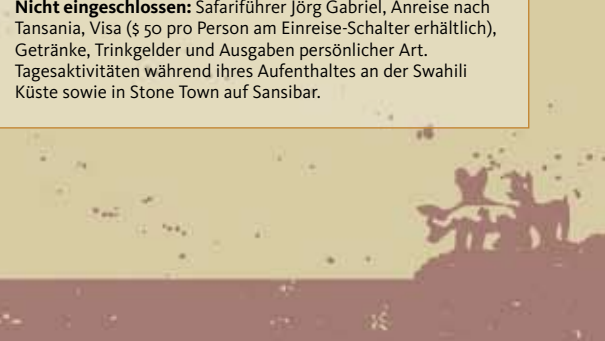 Nicht eingeschlossen: Safariführer Jörg Gabriel, Anreise nach
Tansania, Visa ($ 50 pro Person am Einreise-Schalter erhältlich),
Getränke, Trinkgelder und Ausgaben persönlicher Art.
Tagesaktivitäten während ihres Aufenthaltes an der Swahili
Küste sowie in Stone Town auf Sansibar.